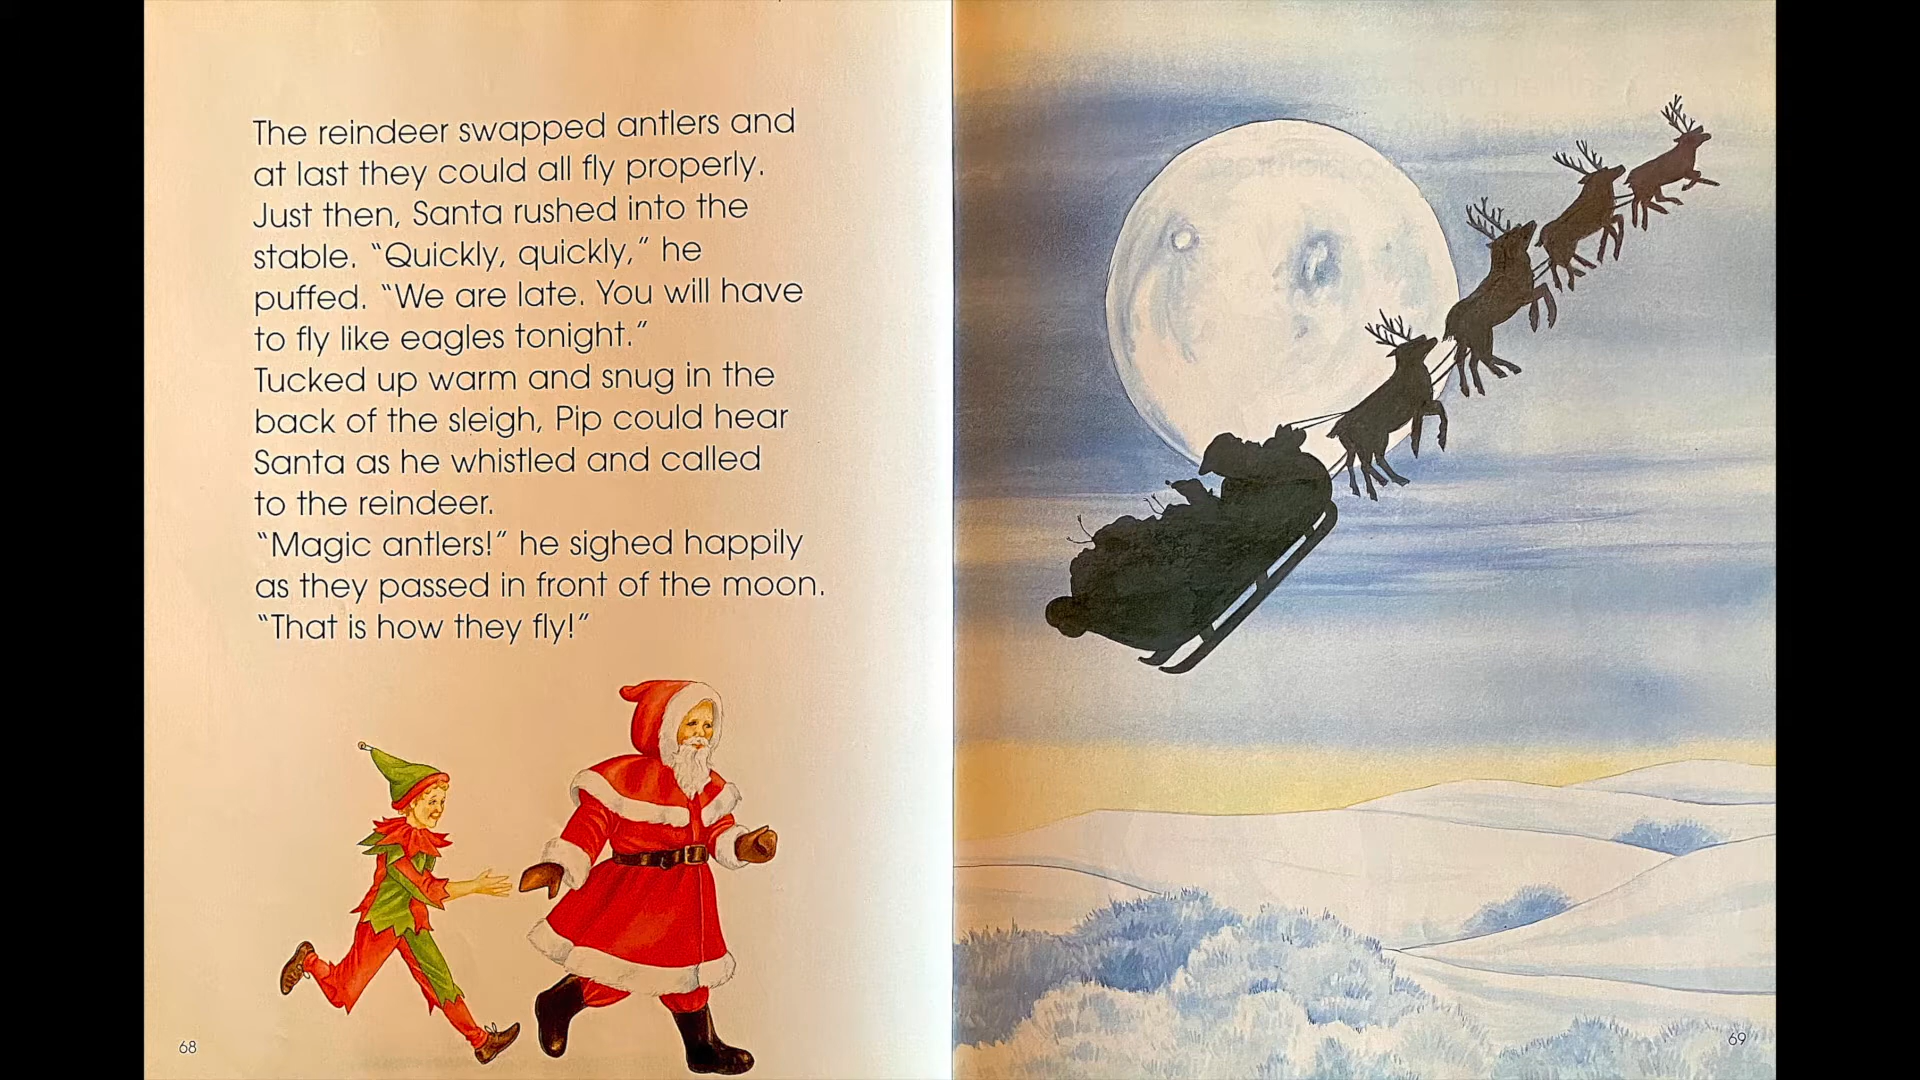 The reindeer swapped antlers and
at last they could all fly properly.
Just then, Santa rushed into the
stable. “Quickly, quickly,” he
puffed. “We are late. You will have
to fly like eagles tonight.”
Tucked up warm and snug in the
back of the sleigh, Pip could hear
Santa as he whistled and called
to the reindeer.
“Magic antlers!” he sighed happily
as they passed in front of the moon.
“That is how they fly!”
68
69